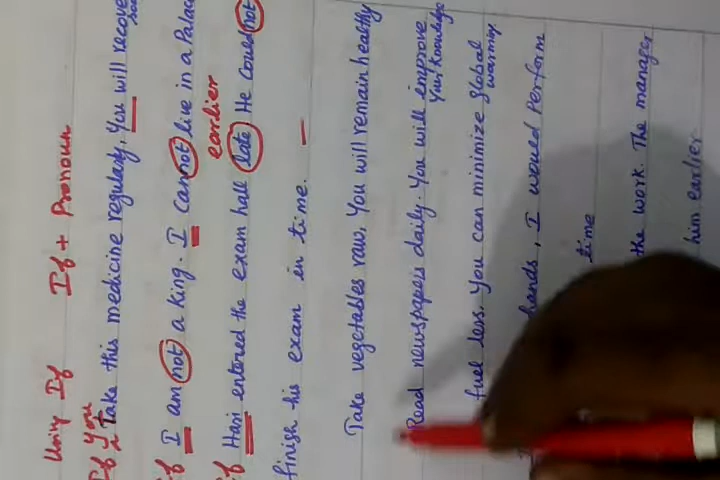 Using If If + Pronoun
If you
Take this medicine regularly. You will recover soon
If I am not a king. I cannot live in a Palace
earlier
If Hari entered the exam hall late. He could not
finish his exam in time.
Take vegetables raw. You will remain healthy
Read newspapers daily. You will improve
your knowledge
fuel less. You can minimize global
warming
hands, I would perform
time
the work. The manager
him earlier